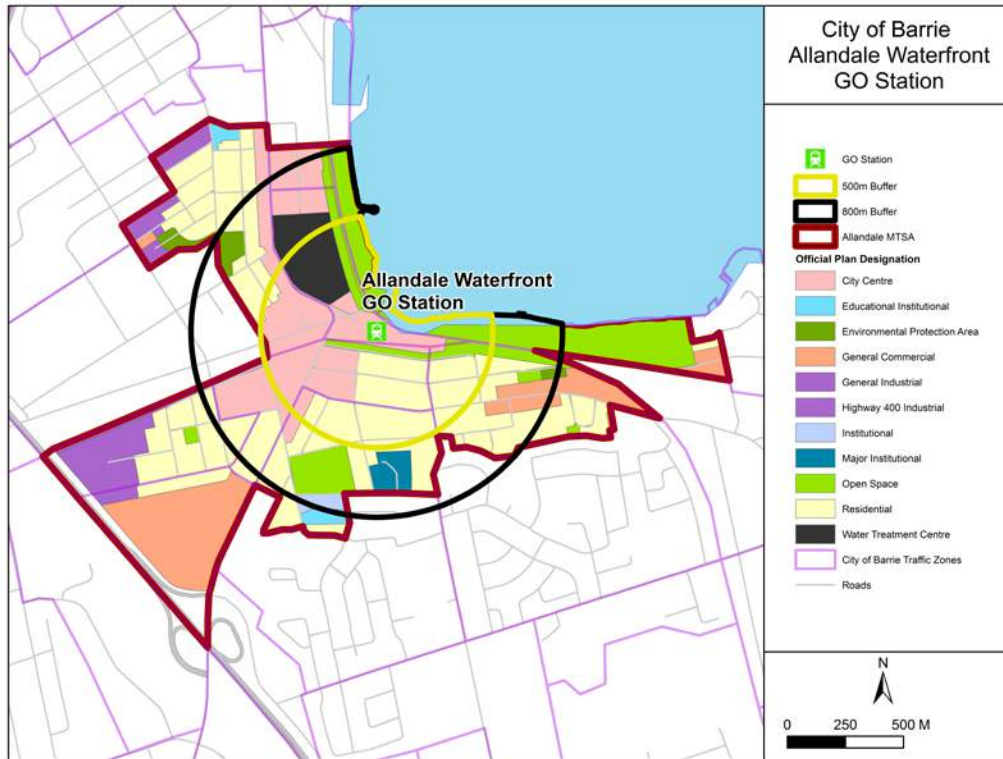 City of Barrie
Allandale Waterfront
GO Station
Allandale Waterfront
GO Station
GO Station
500m Buffer
800m Buffer
Allandale MTSA
Official Plan Designation
City Centre
Educational Institutional
Environmental Protection Area
General Commercial
General Industrial
Highway 400 Industrial
Institutional
Major Institutional
Open Space
Residential
Water Treatment Centre
City of Barrie Traffic Zones
Roads
N
0 250 500 M